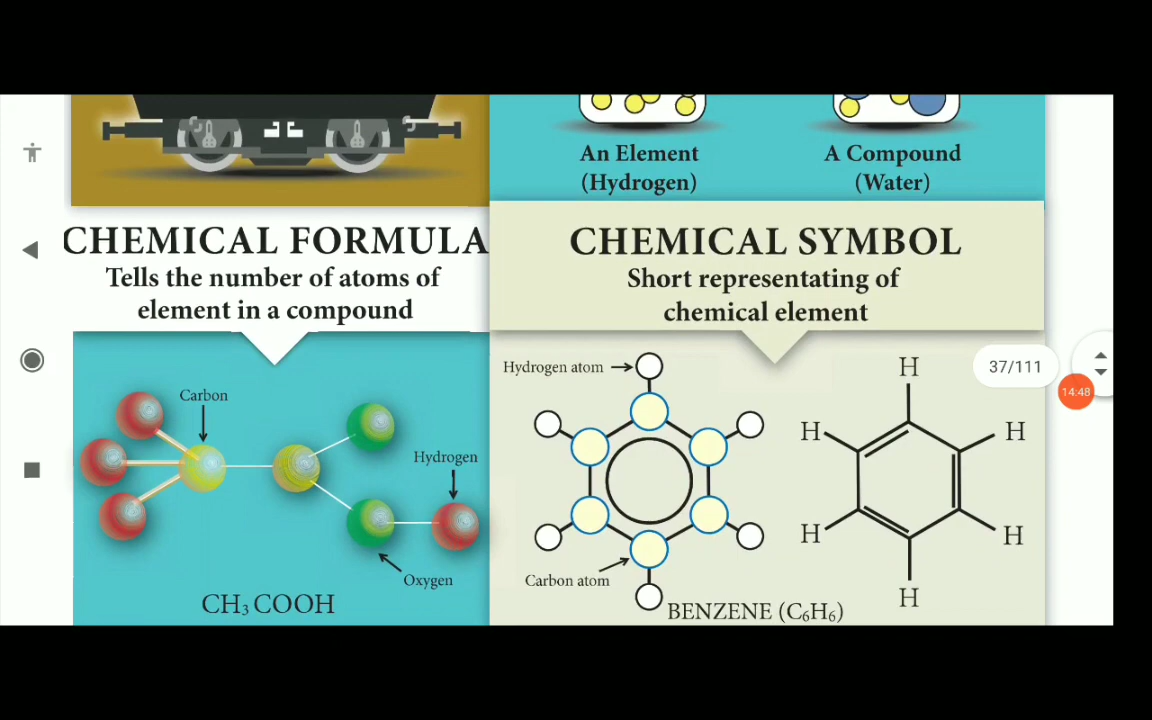 An Element
(Hydrogen)
A Compound
(Water)
CHEMICAL FORMULA
Tells the number of atoms of
element in a compound
CHEMICAL SYMBOL
Short representating of
chemical element
37/111
14:48
Carbon
Hydrogen
Oxygen
CH₃ COOH
Hydrogen atom
Carbon atom
H
H
H
H
H
H
BENZENE (C₆H₆)